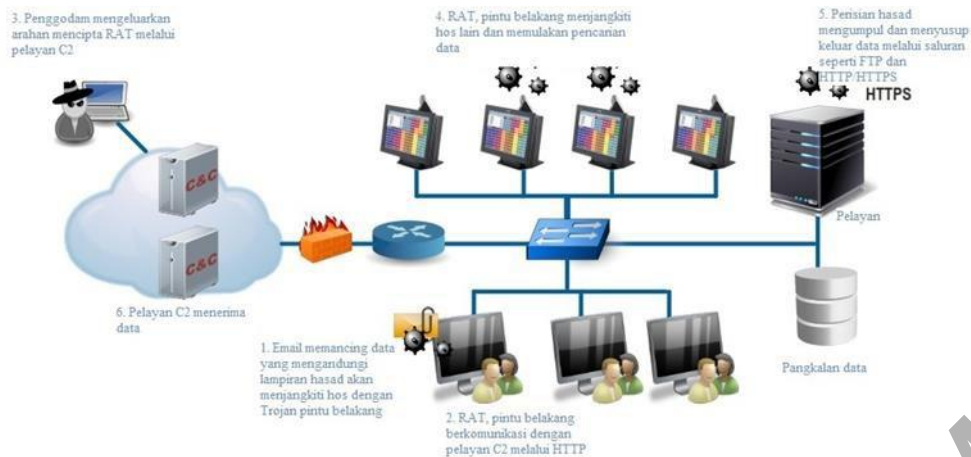 3. Penggodam mengeluarkan
arahan mencipta RAT melalui
pelayan C2
4. RAT, pintu belakang menjangkiti
hos lain dan memulakan pencarian
data
5. Perisian hasad
mengumpul dan menyusup
keluar data melalui saluran
seperti FTP dan
HTTP/HTTPS
HTTPS
C&C
C&C
Pelayan
6. Pelayan C2 menerima
data
1. Email memancing data
yang mengandungi
lampiran hasad akan
menjangkiti hos dengan
Trojan pintu belakang
2. RAT, pintu belakang
berkomunikasi dengan
pelayan C2 melalui HTTP
Pangkalan data